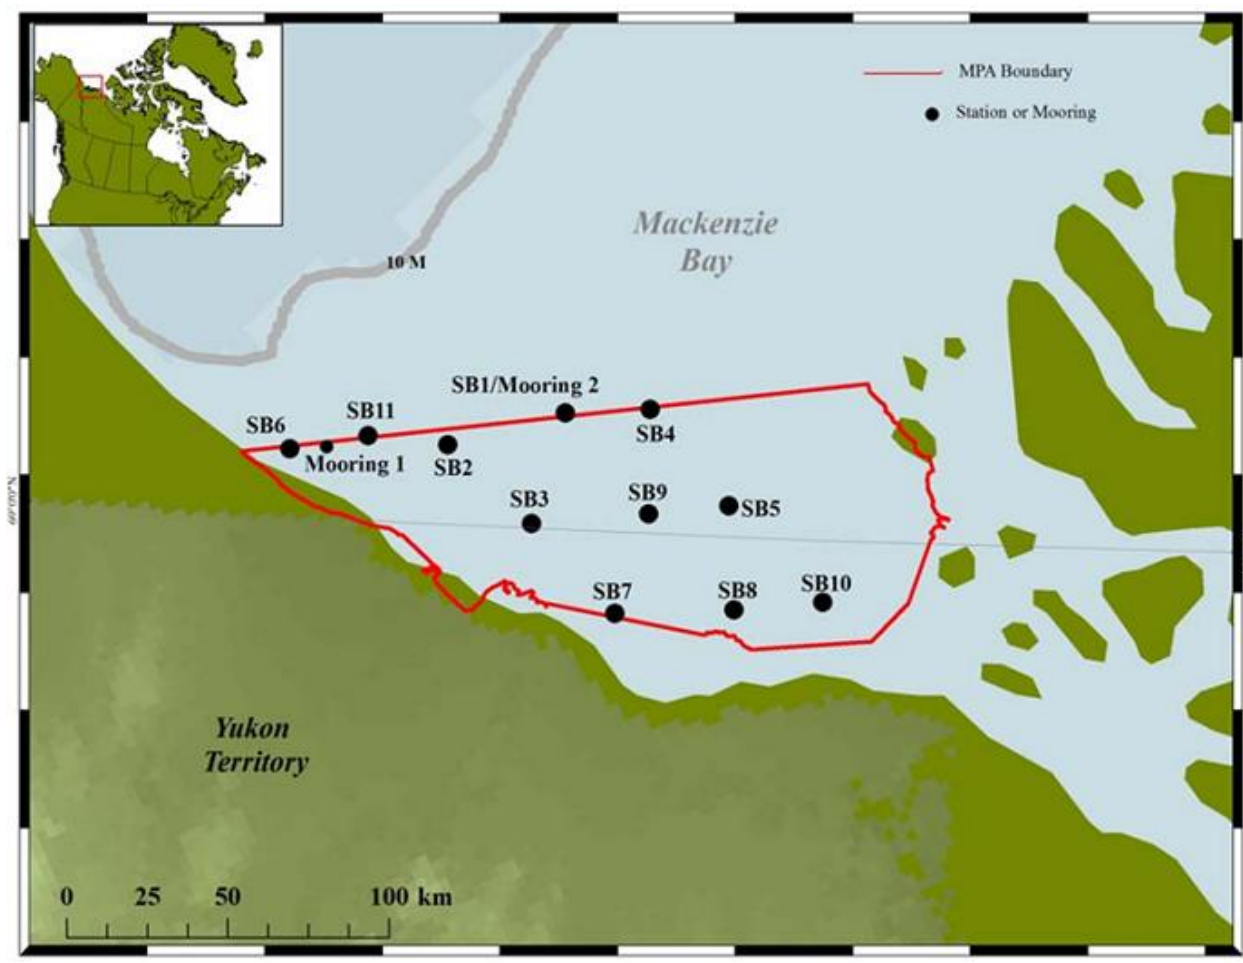 MPA Boundary
Station or Mooring
Mackenzie
Bay
10 M
SB1/Mooring 2
SB11
SB6
SB4
Mooring 1
SB2
SB9
SB3
SB5
SB10
SB7
SB8
Yukon
Territory
0 25 50 100 km